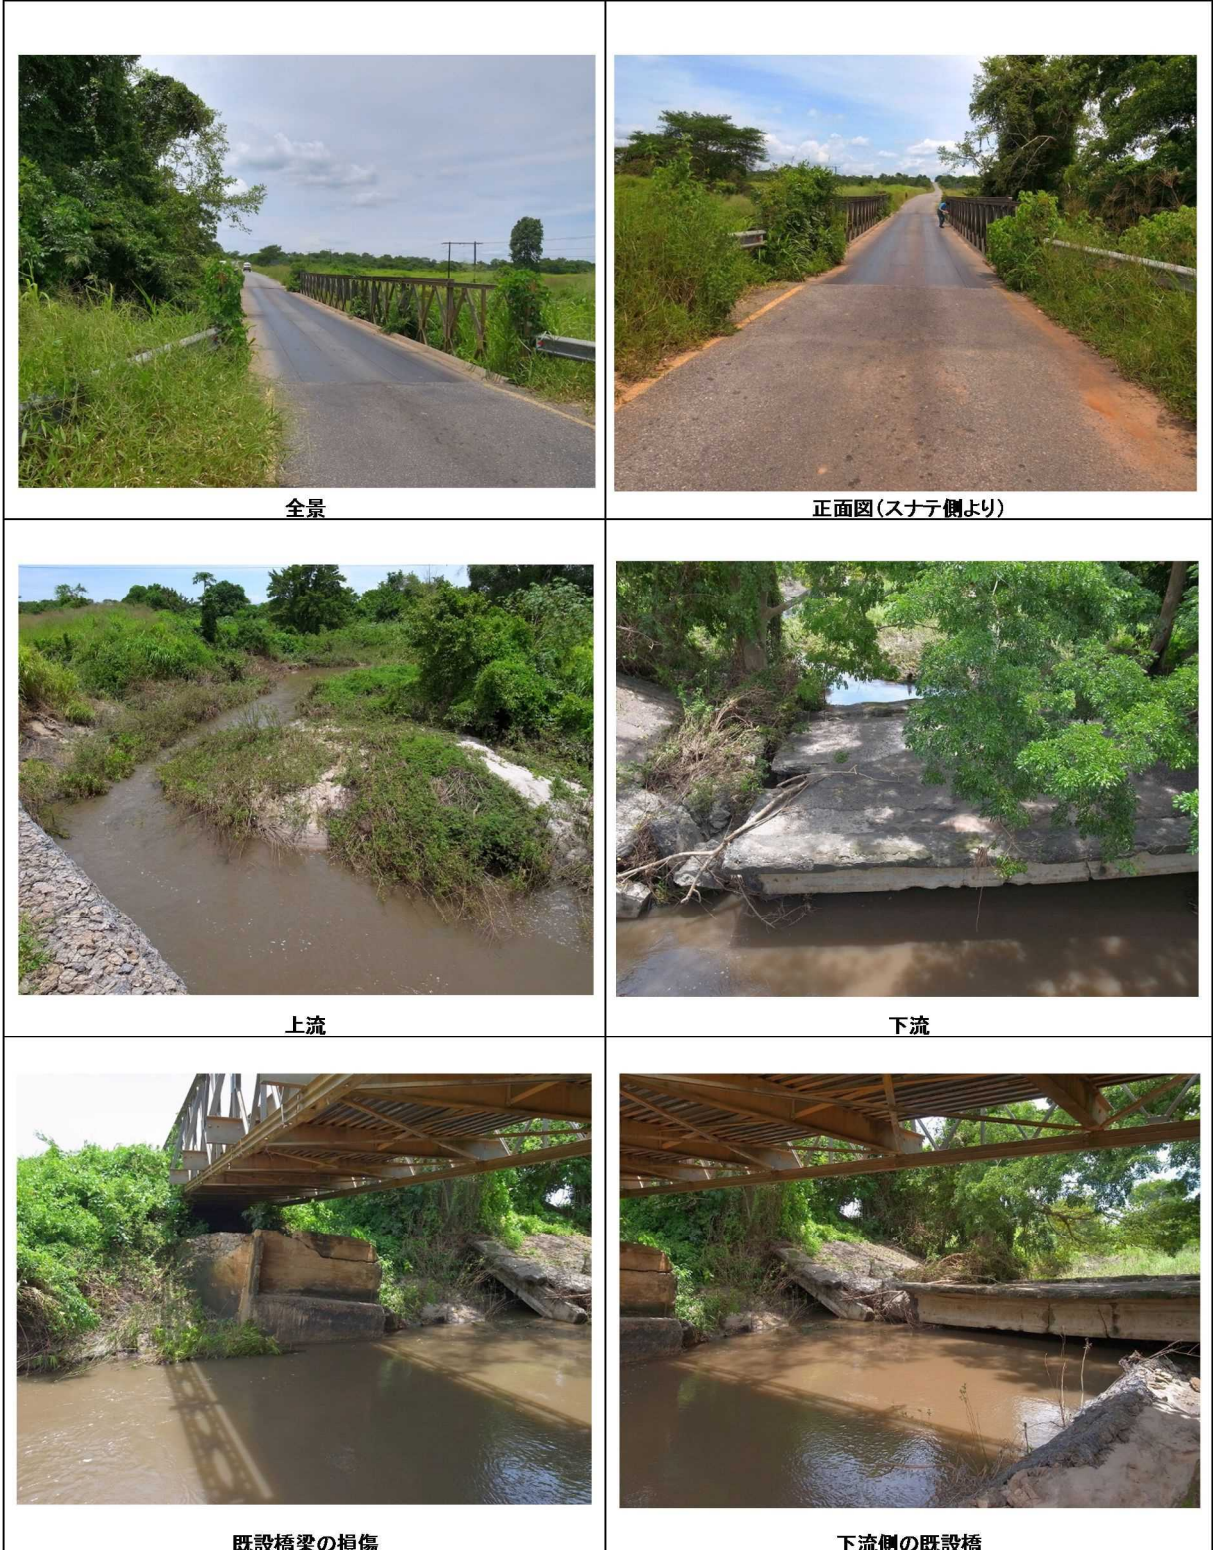 全景
正面図(スナテ側より)
上流
下流
既設橋梁の損傷
下流側の既設橋